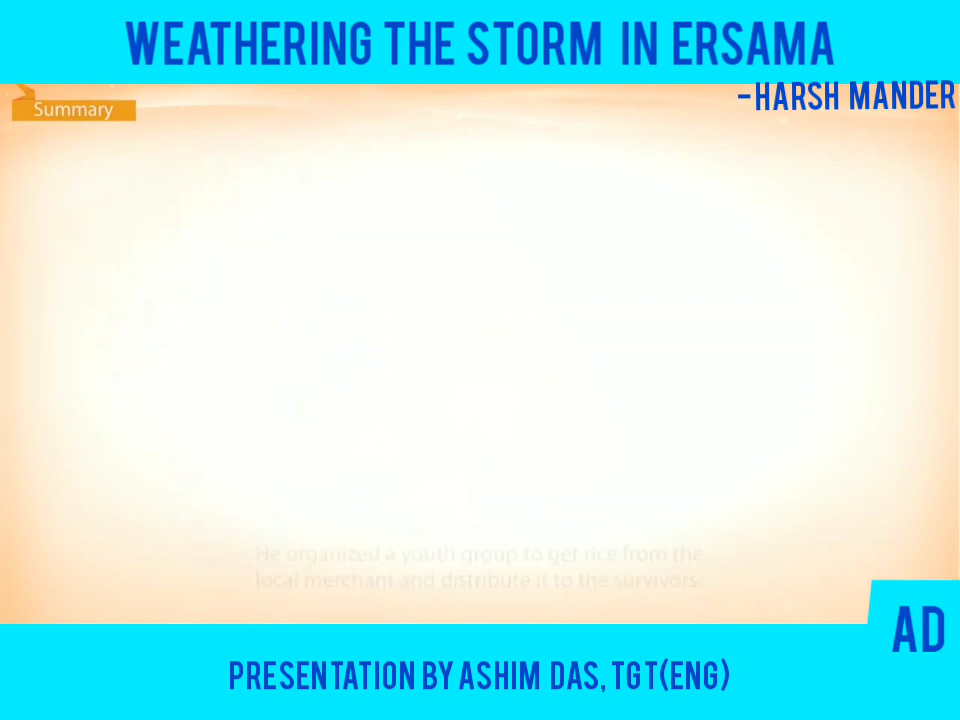 WEATHERING THE STORM IN ERSAMA
- HARSH MANDER
Summary
He organized a youth group to get rice from the
local merchant and distribute it to the survivors.
AD
PRESENTATION BY ASHIM DAS, TGT(ENG)